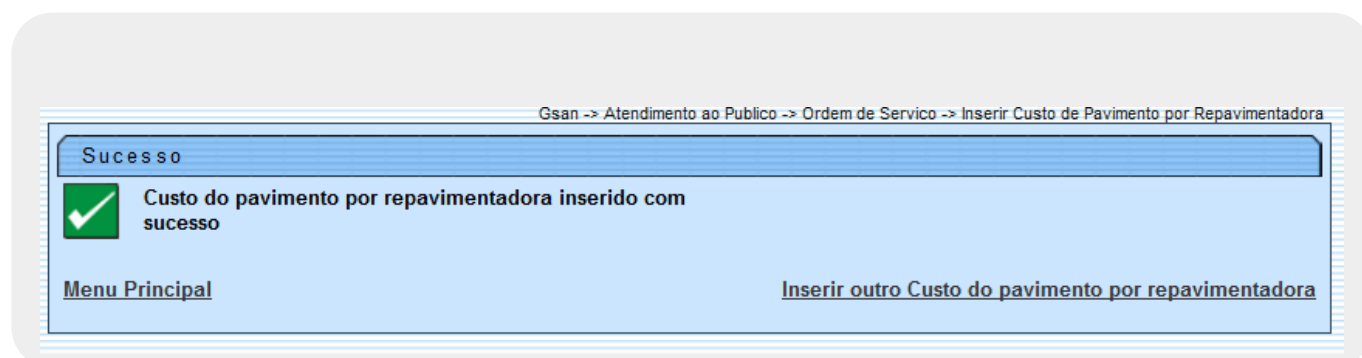 Gsan -> Atendimento ao Publico -> Ordem de Servico -> Inserir Custo de Pavimento por Repavimentadora
Sucesso
Custo do pavimento por repavimentadora inserido com
sucesso
Menu Principal
Inserir outro Custo do pavimento por repavimentadora